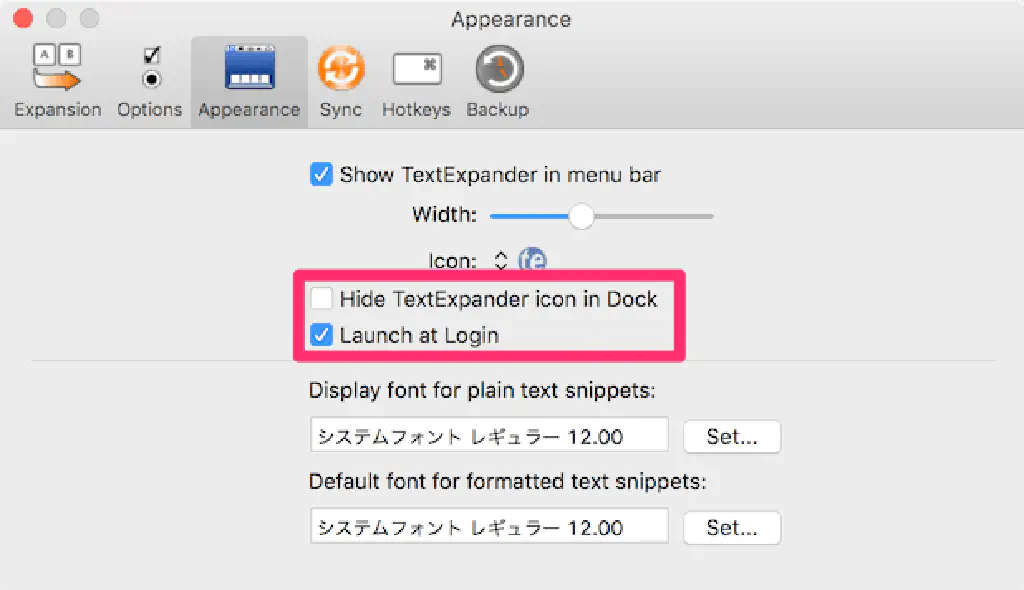 Appearance
A B
⌘
Expansion Options Appearance Sync Hotkeys Backup
Show TextExpander in menu bar
Width:
Icon: te
Hide TextExpander icon in Dock
Launch at Login
Display font for plain text snippets:
システムフォント レギュラー 12.00 Set...
Default font for formatted text snippets:
システムフォント レギュラー 12.00 Set...